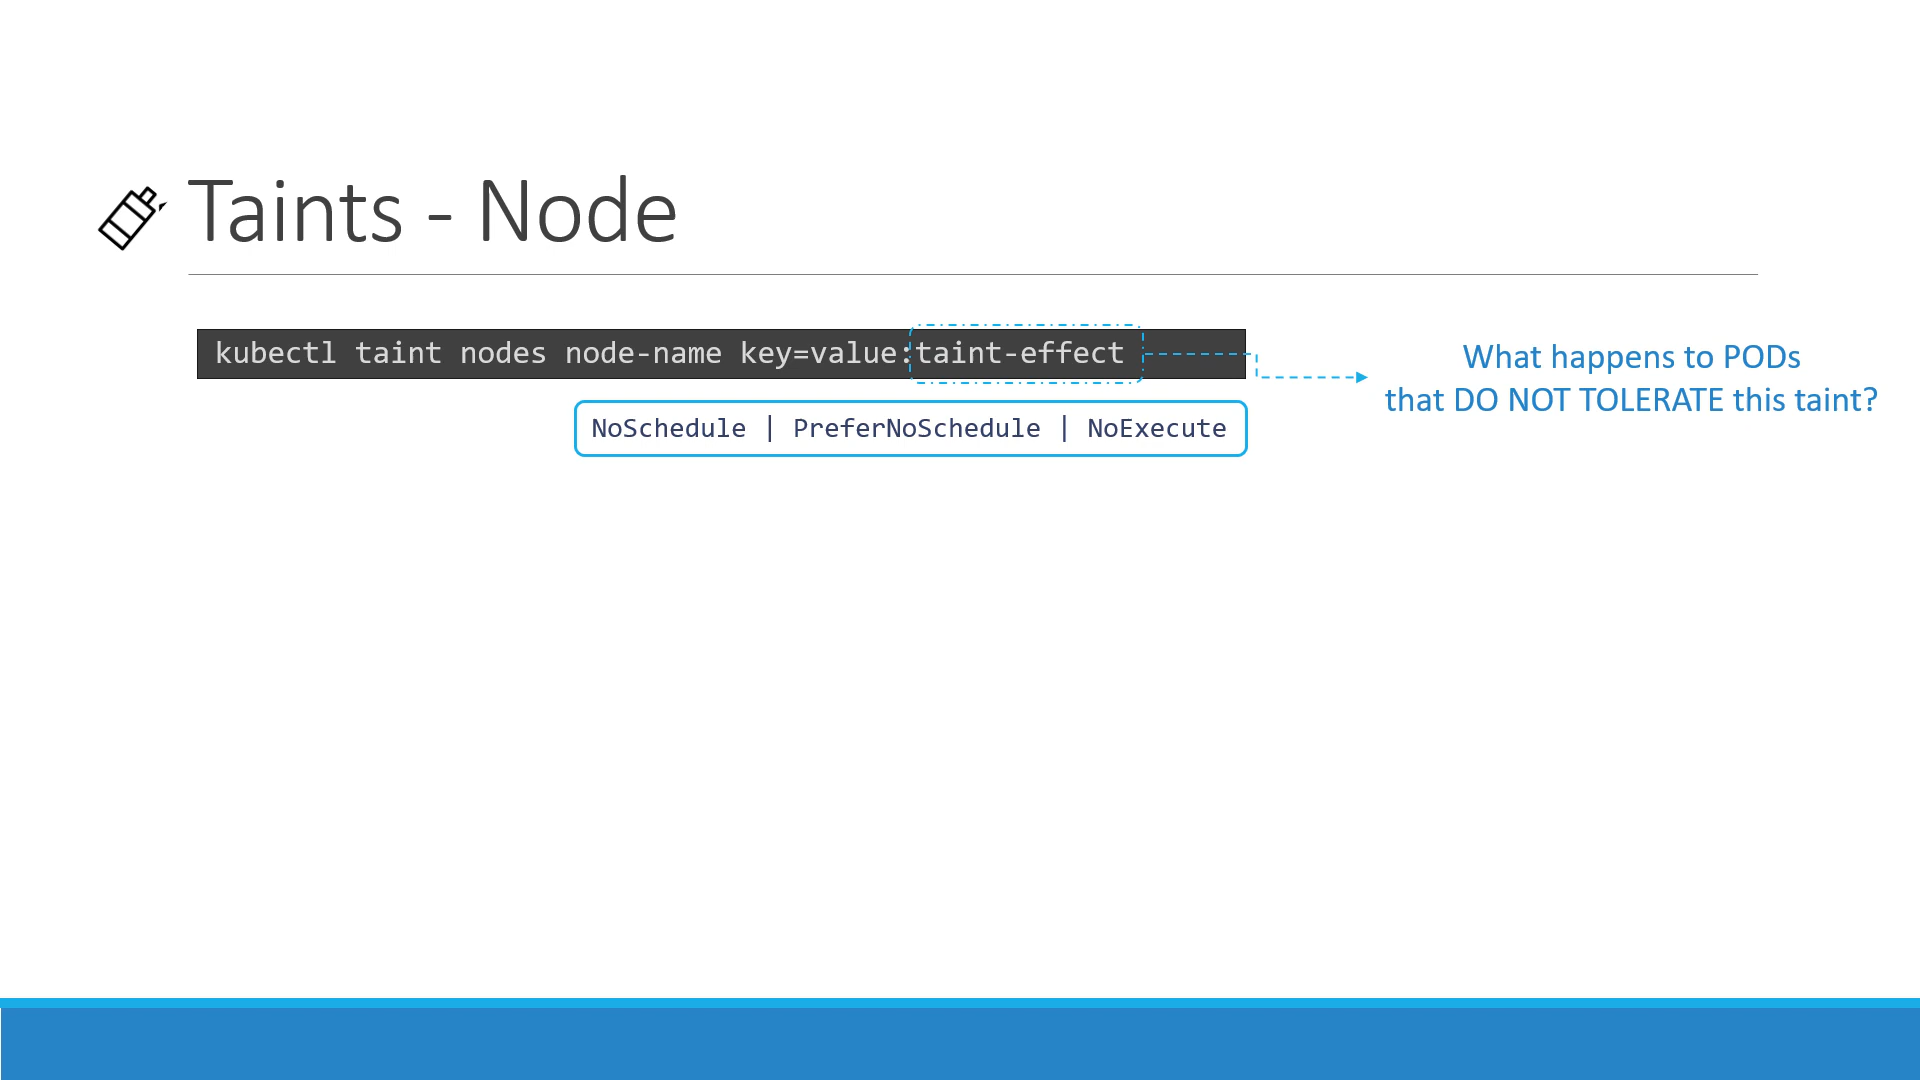 Taints - Node
kubectl taint nodes node-name key=value:taint-effect
What happens to PODs
that DO NOT TOLERATE this taint?
NoSchedule | PreferNoSchedule | NoExecute